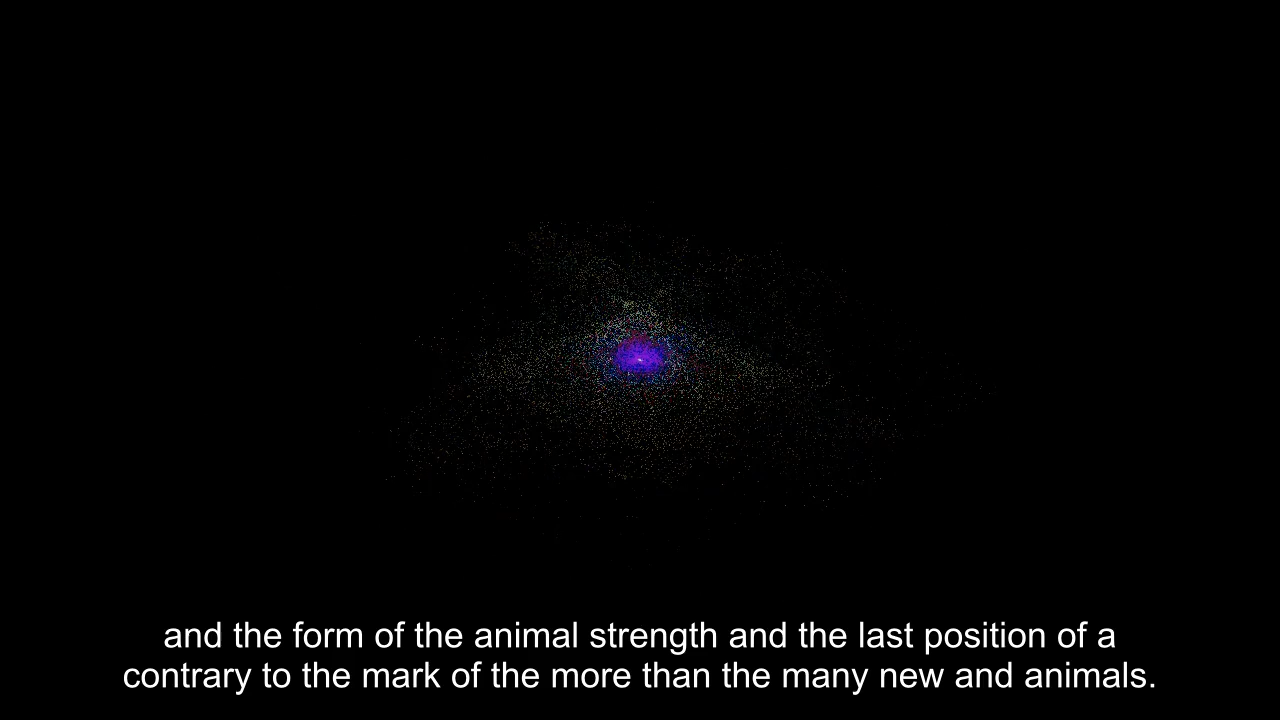 and the form of the animal strength and the last position of a
contrary to the mark of the more than the many new and animals.